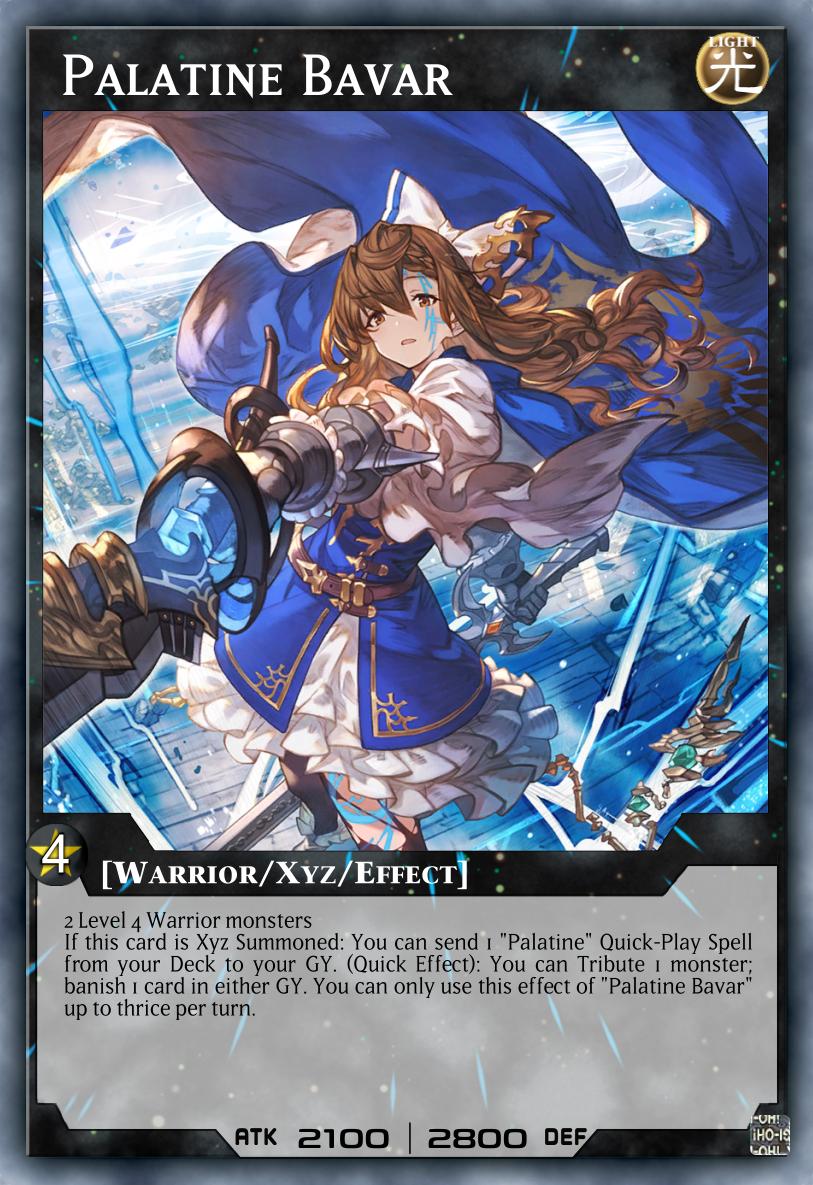 PALATINE BAVAR
LIGHT
光
4
[WARRIOR/XYZ/EFFECT]
2 Level 4 Warrior monsters
If this card is Xyz Summoned: You can send 1 "Palatine" Quick-Play Spell
from your Deck to your GY. (Quick Effect): You can Tribute 1 monster;
banish 1 card in either GY. You can only use this effect of "Palatine Bavar"
up to thrice per turn.
ATK 2100 | 2800 DEF